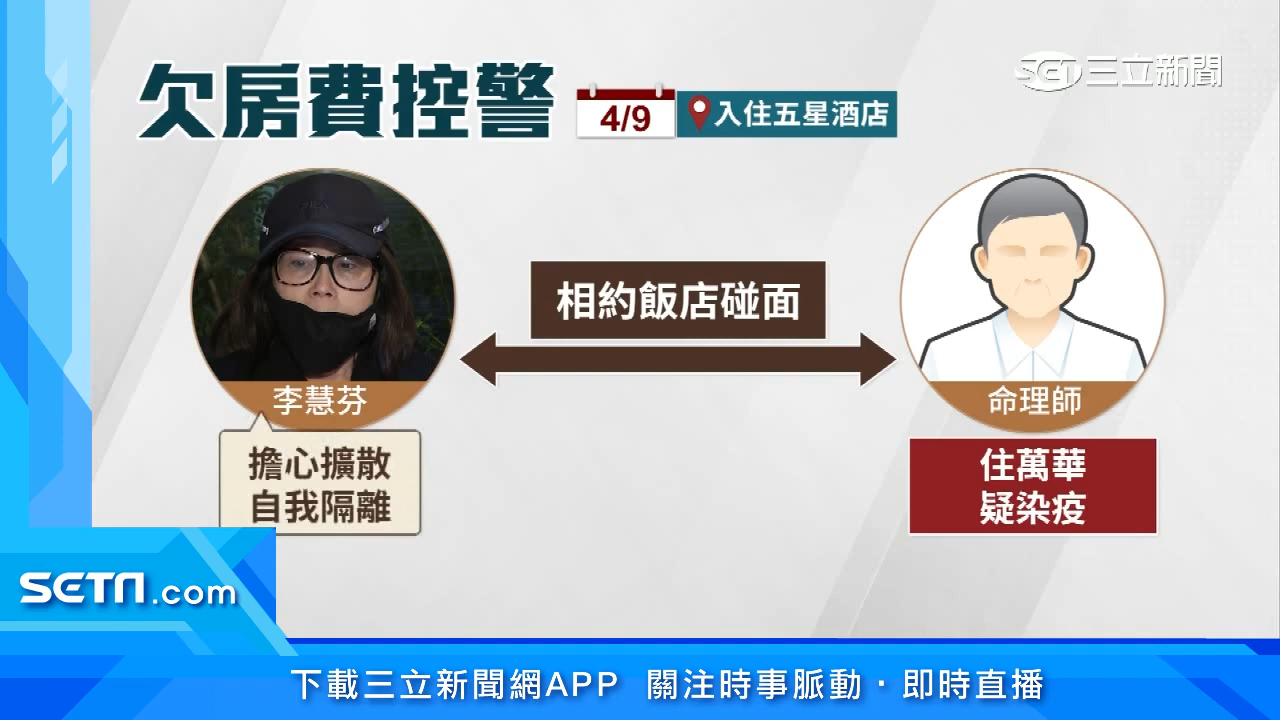 欠房費控警
4/9
入住五星酒店
SET三立新聞
相約飯店碰面
李慧芬
命理師
擔心擴散
自我隔離
住萬華
疑染疫
SETN.com
下載三立新聞網APP 關注時事脈動・即時直播